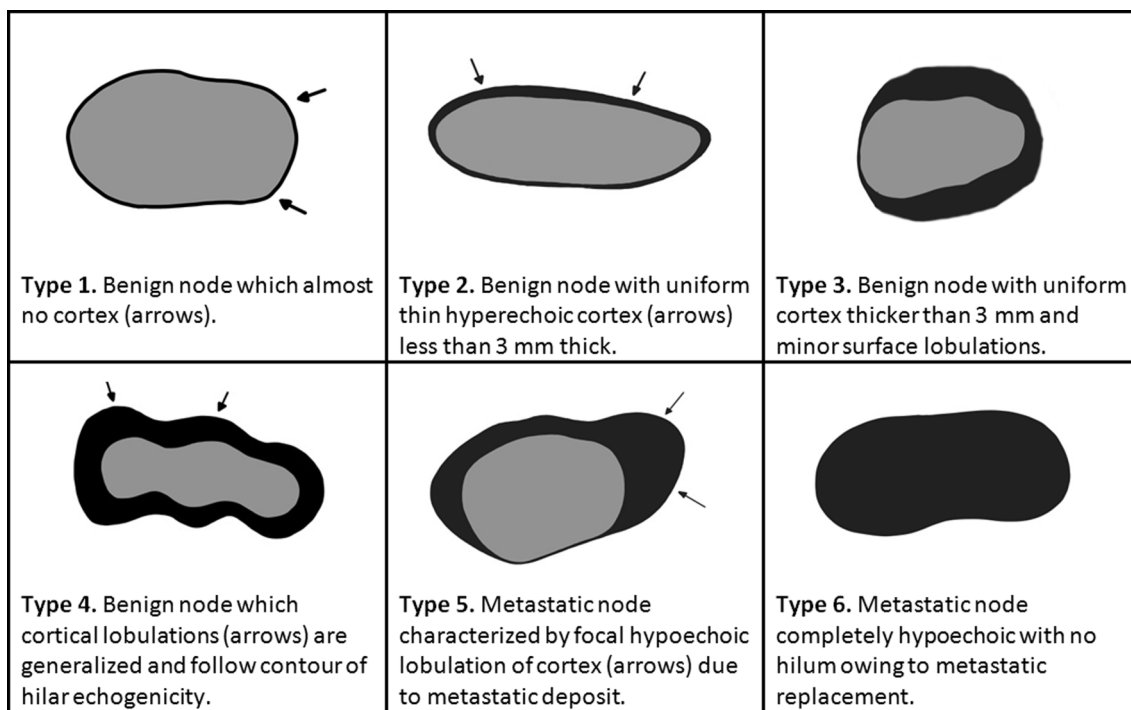 Type 1. Benign node which almost
no cortex (arrows).
Type 2. Benign node with uniform
thin hyperechoic cortex (arrows)
less than 3 mm thick.
Type 3. Benign node with uniform
cortex thicker than 3 mm and
minor surface lobulations.
Type 4. Benign node which
cortical lobulations (arrows) are
generalized and follow contour of
hilar echogenicity.
Type 5. Metastatic node
characterized by focal hypoechoic
lobulation of cortex (arrows) due
to metastatic deposit.
Type 6. Metastatic node
completely hypoechoic with no
hilum owing to metastatic
replacement.